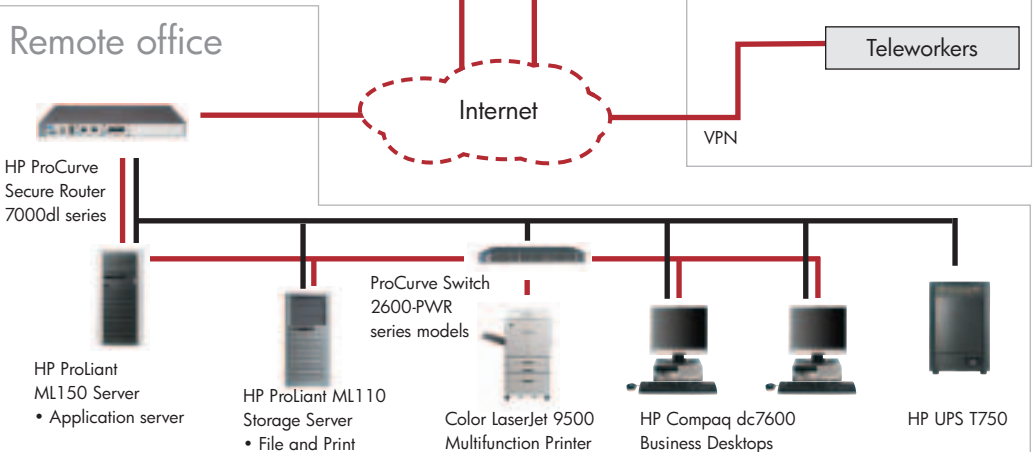 Remote office
Internet
Teleworkers
VPN
HP ProCurve
Secure Router
7000dl series
ProCurve Switch
2600-PWR
series models
HP ProLiant
ML150 Server
• Application server
HP ProLiant ML110
Storage Server
• File and Print
Color LaserJet 9500
Multifunction Printer
HP Compaq dc7600
Business Desktops
HP UPS T750